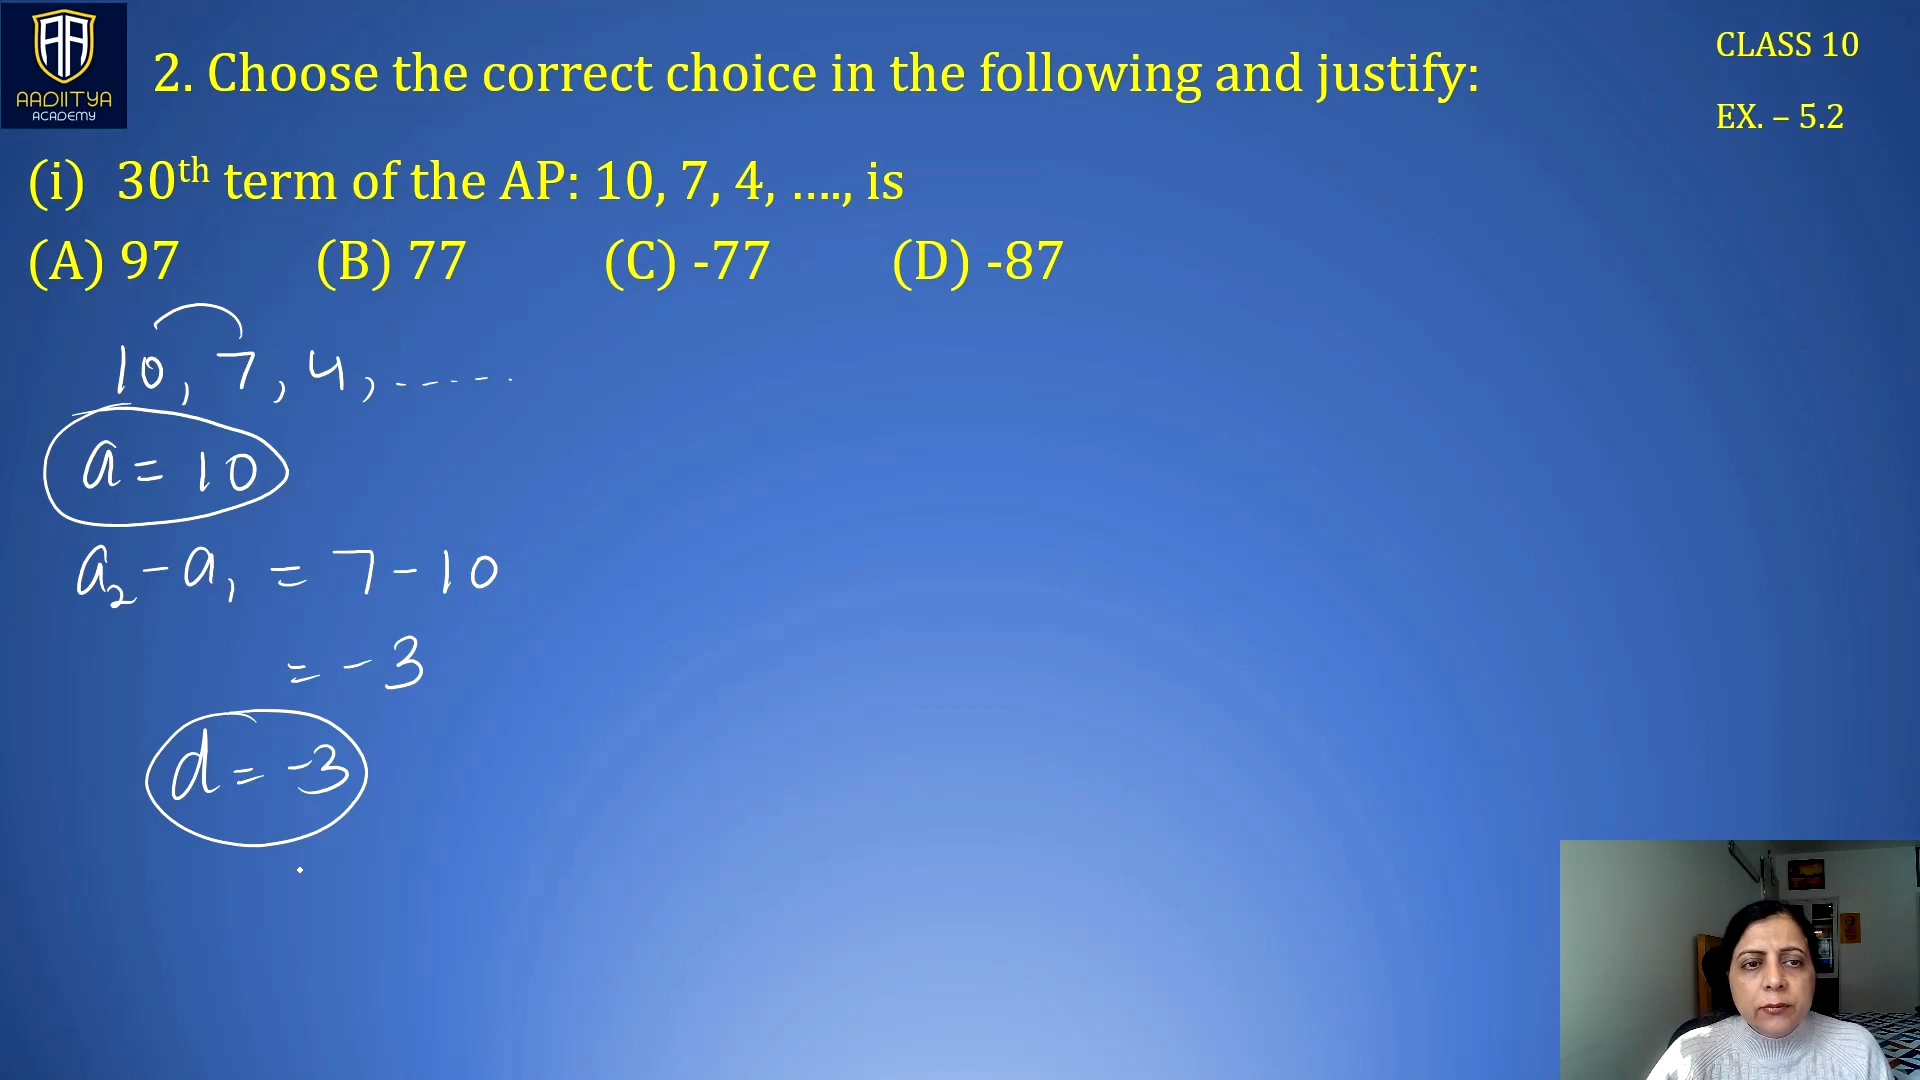 AADIITYA
ACADEMY
2. Choose the correct choice in the following and justify:
CLASS 10
EX. – 5.2
(i) 30th term of the AP: 10, 7, 4, ...., is
(A) 97 (B) 77 (C) -77 (D) -87
10, 7, 4, ......
a = 10
a₂ - a₁ = 7 - 10
= -3
d = -3